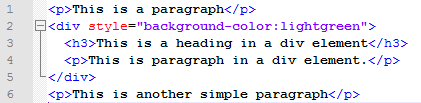 1 <p>This is a paragraph</p>
2 <div style="background-color:lightgreen">
3 <h3>This is a heading in a div element</h3>
4 <p>This is paragraph in a div element.</p>
5 </div>
6 <p>This is another simple paragraph</p>